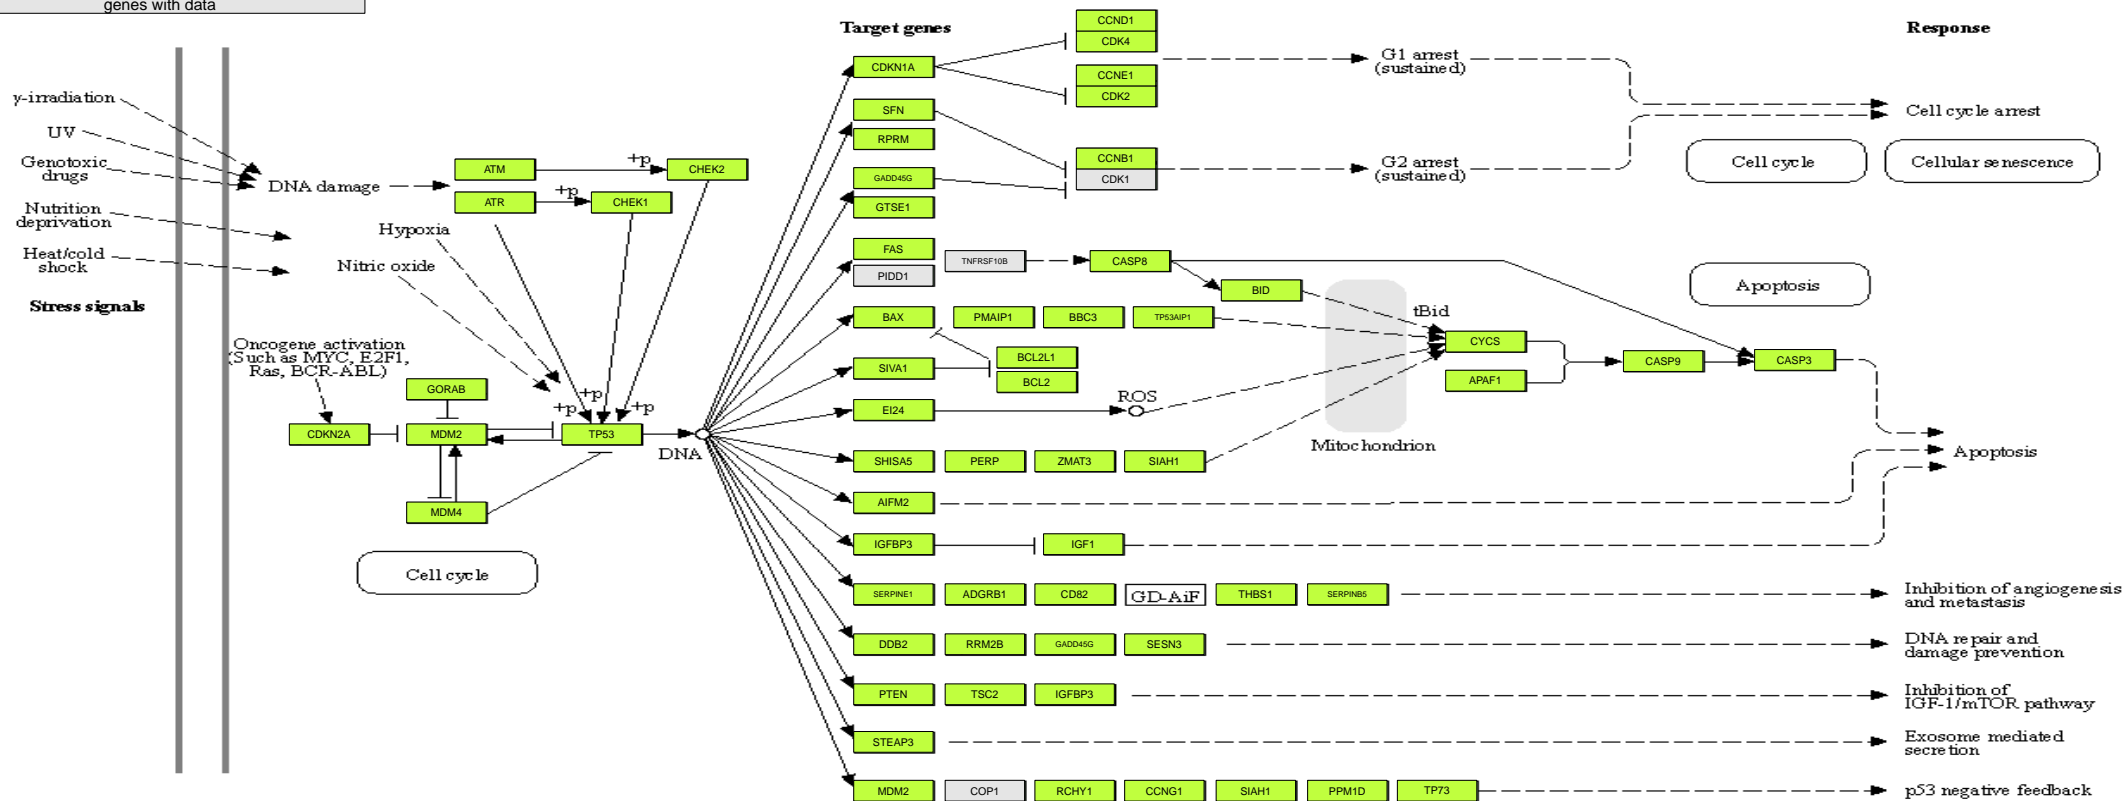 genes with data
Target genes
Response
γ-irradiation
UV
Genotoxic
drugs
Nutrition
deprivation
Heat/cold
shock
Stress signals
DNA damage
ATM
+p
CHEK2
ATR
+p
CHEK1
Hypoxia
Nitric oxide
Oncogene activation
(Such as MYC, E2F1,
Ras, BCR-ABL)
GORAB
+p
+p
+p
CDKN2A
MDM2
TP53
DNA
MDM4
Cell cycle
CDKN1A
CCND1
CDK4
CCNE1
CDK2
G1 arrest
(sustained)
SFN
RPRM
GADD45G
GTSE1
CCNB1
CDK1
G2 arrest
(sustained)
Cell cycle arrest
Cell cycle
Cellular senescence
FAS
PIDD1
TNFRSF10B
CASP8
BID
tBid
Apoptosis
BAX
PMAIP1
BBC3
TP53AIP1
CYCS
BCL2L1
BCL2
SIVA1
APAF1
CASP9
CASP3
EI24
ROS
Mitochondrion
SHISA5
PERP
ZMAT3
SIAH1
Apoptosis
AIFM2
IGFBP3
IGF1
SERPINE1
ADGRB1
CD82
GD-AiF
THBS1
SERPINB5
Inhibition of angiogenesis
and metastasis
DDB2
RRM2B
GADD45G
SESN3
DNA repair and
damage prevention
PTEN
TSC2
IGFBP3
Inhibition of
IGF-1/mTOR pathway
STEAP3
Exosome mediated
secretion
MDM2
COP1
RCHY1
CCNG1
SIAH1
PPM1D
TP73
p53 negative feedback